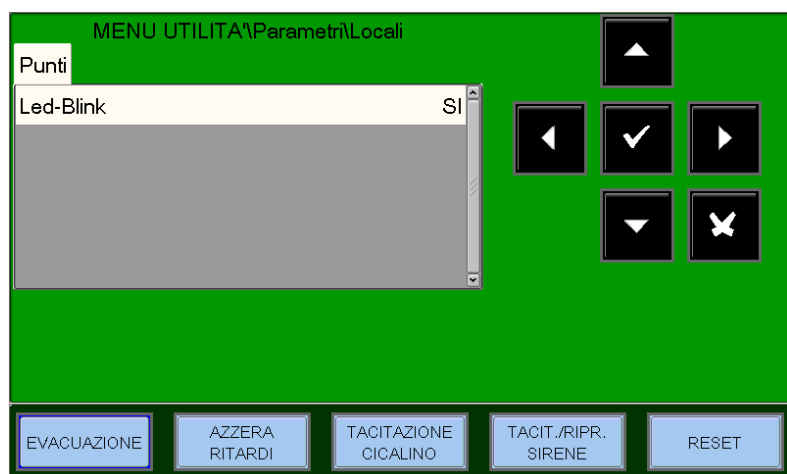 MENU UTILITA'\Parametri\Locali
Punti
Led-Blink SI
EVACUAZIONE
AZZERA
RITARDI
TACITAZIONE
CICALINO
TACIT./RIPR.
SIRENE
RESET